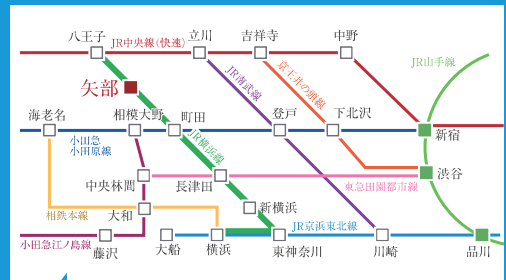 八王子
JR中央線(快速)
立川
吉祥寺
中野
JR山手線
矢部
JR南武線
京王井の頭線
海老名
相模大野
町田
登戸
下北沢
新宿
小田急
小田原線
JR横浜線
中央林間
長津田
東急田園都市線
渋谷
相鉄本線
大和
新横浜
JR京浜東北線
小田急江ノ島線
藤沢
大船
横浜
東神奈川
川崎
品川